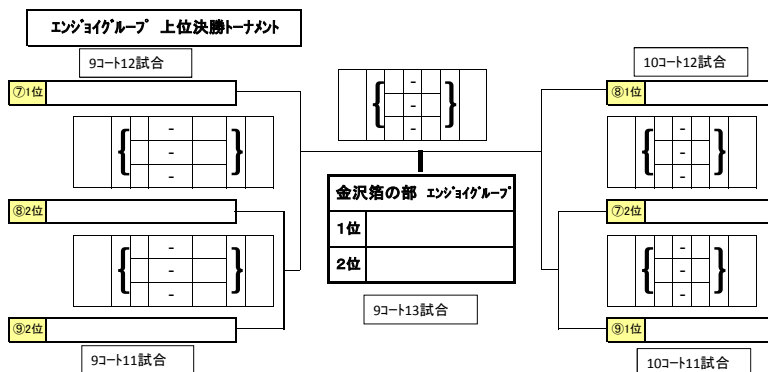 エンジョイグループ 上位決勝トーナメント
9コート12試合
10コート12試合
⑦1位
⑧1位
{ - }
{ - }
{ - }
-
-
-
-
-
-
⑧2位
⑦2位
金沢箔の部 エンジョイグループ
1位
2位
{ - }
{ - }
-
-
-
-
9コート13試合
⑨2位
⑨1位
9コート11試合
10コート11試合